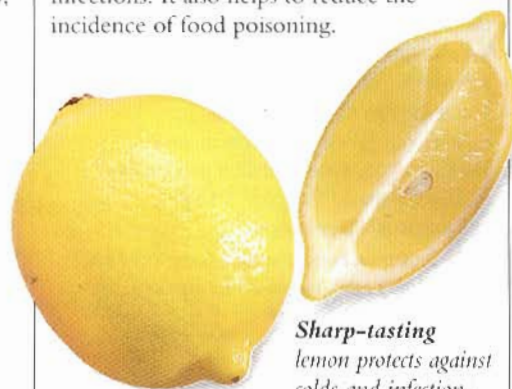 infections. It also helps to reduce the
incidence of food poisoning.
Sharp-tasting
lemon protects against
colds and infection